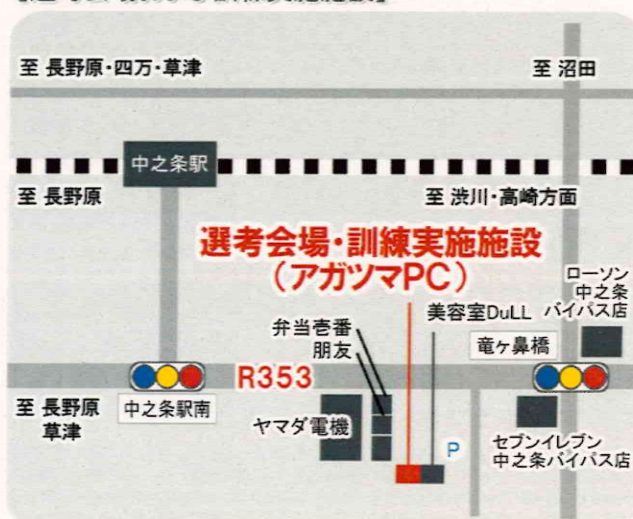 至 長野原・四万・草津
至 沼田
中之条駅
至 長野原
至 渋川・高崎方面
選考会場・訓練実施施設
(アガツマPC)
ローソン
中之条
バイパス店
美容室DuLL
竜ヶ鼻橋
弁当壱番
朋友
R353
至 長野原
草津
中之条駅南
ヤマダ電機
P
セブンイレブン
中之条バイパス店